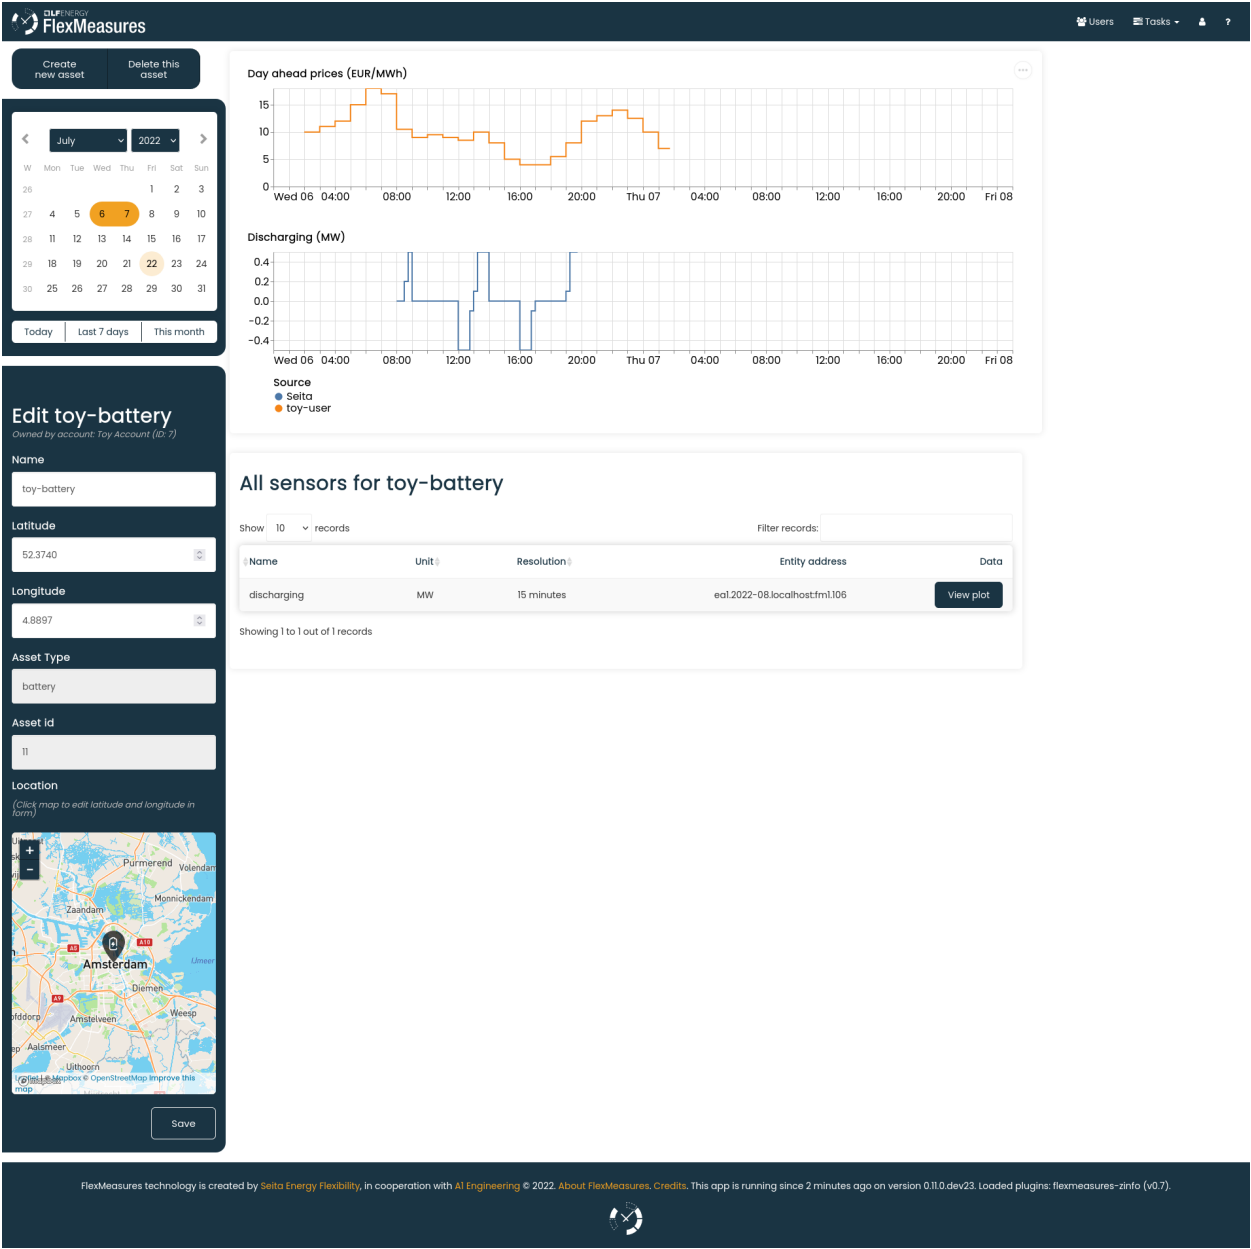 LFENERGY
FlexMeasures
Users Tasks ?
Create new asset
Delete this asset
July 2022
W Mon Tue Wed Thu Fri Sat Sun
26 1 2 3
27 4 5 6 7 8 9 10
28 11 12 13 14 15 16 17
29 18 19 20 21 22 23 24
30 25 26 27 28 29 30 31
Today Last 7 days This month
Edit toy-battery
Owned by account: Toy Account (ID: 7)
Name
toy-battery
Latitude
52.3740
Longitude
4.8897
Asset Type
battery
Asset id
11
Location
(Click map to edit latitude and longitude in
form)
+
−
Purmerend
Volendam
Monnickendam
Zaandam
A5
A10
Amsterdam
IJmeer
Diemen
A9
Weesp
ofddorp
Amstelveen
Aalsmeer
Uithoorn
Leaflet | © Mapbox © OpenStreetMap Improve this
map
Save
Day ahead prices (EUR/MWh)
15
10
5
0
Wed 06 04:00 08:00 12:00 16:00 20:00 Thu 07 04:00 08:00 12:00 16:00 20:00 Fri 08
Discharging (MW)
0.4
0.2
0.0
−0.2
−0.4
Wed 06 04:00 08:00 12:00 16:00 20:00 Thu 07 04:00 08:00 12:00 16:00 20:00 Fri 08
Source
Seita
toy-user
All sensors for toy-battery
Show 10 records
Filter records:
Name Unit Resolution Entity address Data
discharging MW 15 minutes ea1.2022-08.localhost:fm1.106 View plot
Showing 1 to 1 out of 1 records
FlexMeasures technology is created by Seita Energy Flexibility, in cooperation with A1 Engineering © 2022. About FlexMeasures. Credits. This app is running since 2 minutes ago on version 0.11.0.dev23. Loaded plugins: flexmeasures-zinfo (v0.7).